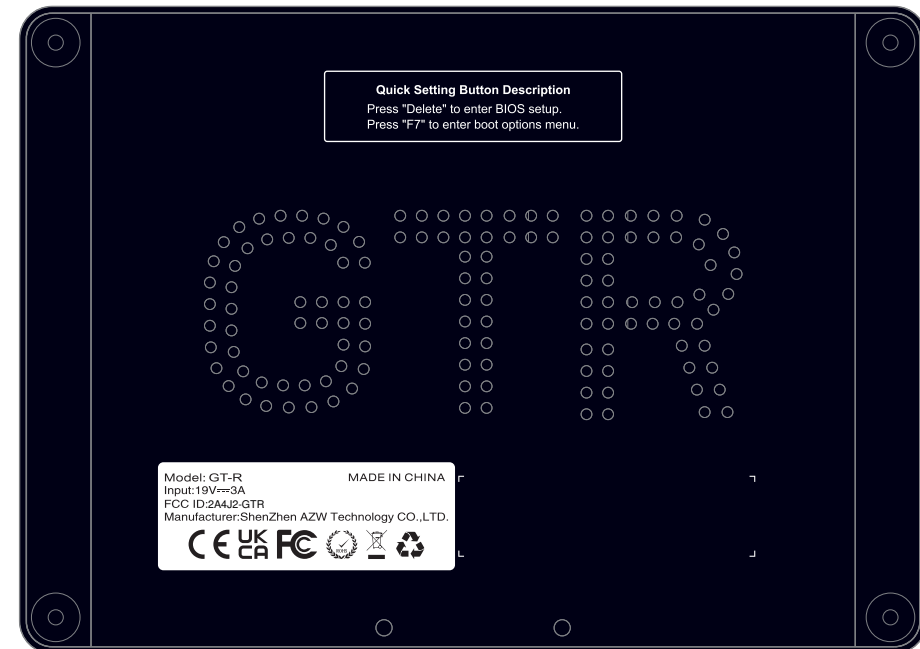 Quick Setting Button Description
Press "Delete" to enter BIOS setup.
Press "F7" to enter boot options menu.
GTR
Model: GT-R MADE IN CHINA
Input:19V⎓3A
FCC ID:2A4J2-GTR
Manufacturer:ShenZhen AZW Technology CO.,LTD.
CE UK CA FC ROHS